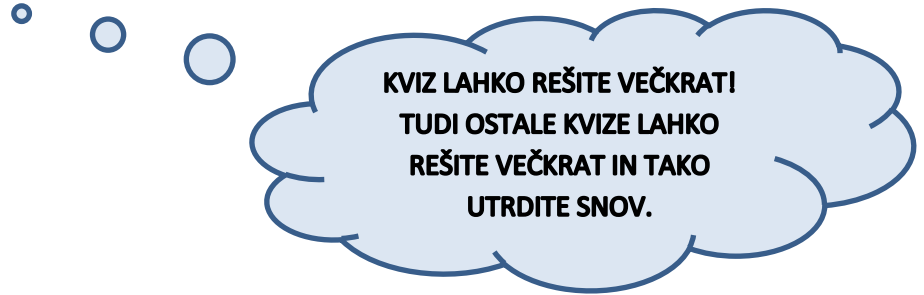 KVIZ LAHKO REŠITE VEČKRAT!
TUDI OSTALE KVIZE LAHKO
REŠITE VEČKRAT IN TAKO
UTRDITE SNOV.